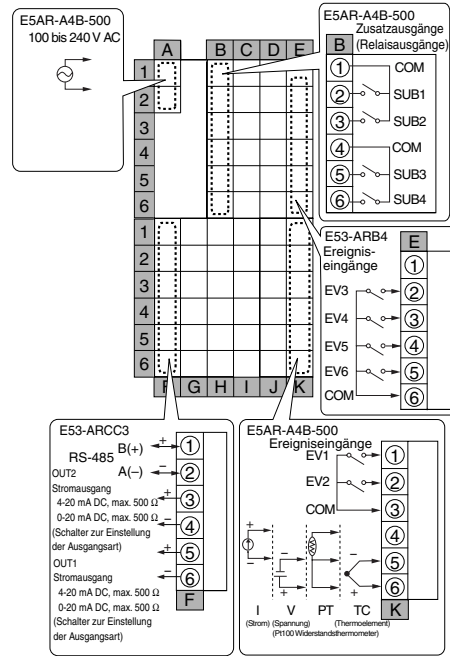 E5AR-A4B-500
100 bis 240 V AC
A B C D E
1
2
3
4
5
6
1
2
3
4
5
6
F G H I J K
E5AR-A4B-500
Zusatzausgänge
(Relaisausgänge)
B
1 COM
2 SUB1
3 SUB2
4 COM
5 SUB3
6 SUB4
E53-ARB4
Ereignis-
eingänge
E
1
EV3 2
EV4 3
EV5 4
EV6 5
COM 6
E53-ARCC3
RS-485
B(+) + 1
A(−) − 2
OUT2
Stromausgang
4-20 mA DC, max. 500 Ω + 3
0-20 mA DC, max. 500 Ω − 4
(Schalter zur Einstellung
der Ausgangsart) + 5
OUT1
Stromausgang − 6
4-20 mA DC, max. 500 Ω
0-20 mA DC, max. 500 Ω
(Schalter zur Einstellung
der Ausgangsart)
F
E5AR-A4B-500
Ereigniseingänge
EV1 1
EV2 2
COM 3
4
5
6
+ − − + − +
I V PT TC K
(Strom) (Spannung) (Thermoelement)
(Pt100 Widerstandsthermometer)